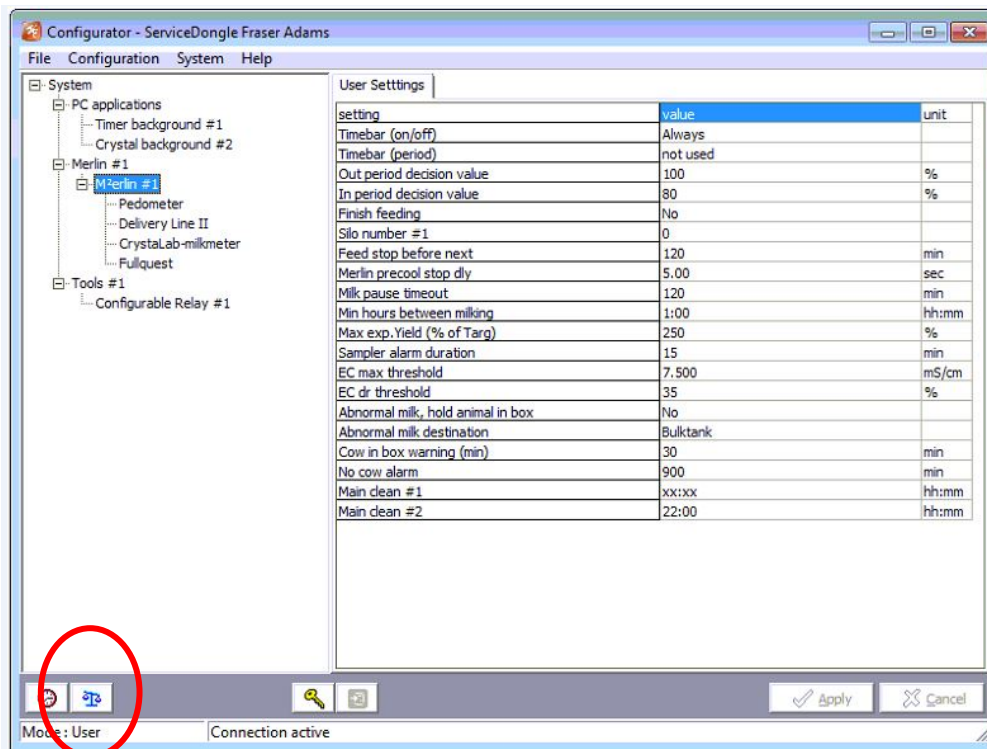 Configurator - ServiceDongle Fraser Adams
File Configuration System Help
System
PC applications
Timer background #1
Crystal background #2
Merlin #1
M²erlin #1
Pedometer
Delivery Line II
CrystaLab-milkmeter
Fullquest
Tools #1
Configurable Relay #1
User Setttings
setting value unit
Timebar (on/off) Always
Timebar (period) not used
Out period decision value 100 %
In period decision value 80 %
Finish feeding No
Silo number #1 0
Feed stop before next 120 min
Merlin precool stop dly 5.00 sec
Milk pause timeout 120 min
Min hours between milking 1:00 hh:mm
Max exp.Yield (% of Targ) 250 %
Sampler alarm duration 15 min
EC max threshold 7.500 mS/cm
EC dr threshold 35 %
Abnormal milk, hold animal in box No
Abnormal milk destination Bulktank
Cow in box warning (min) 30 min
No cow alarm 900 min
Main clean #1 xx:xx hh:mm
Main clean #2 22:00 hh:mm
Apply Cancel
Mode : User Connection active